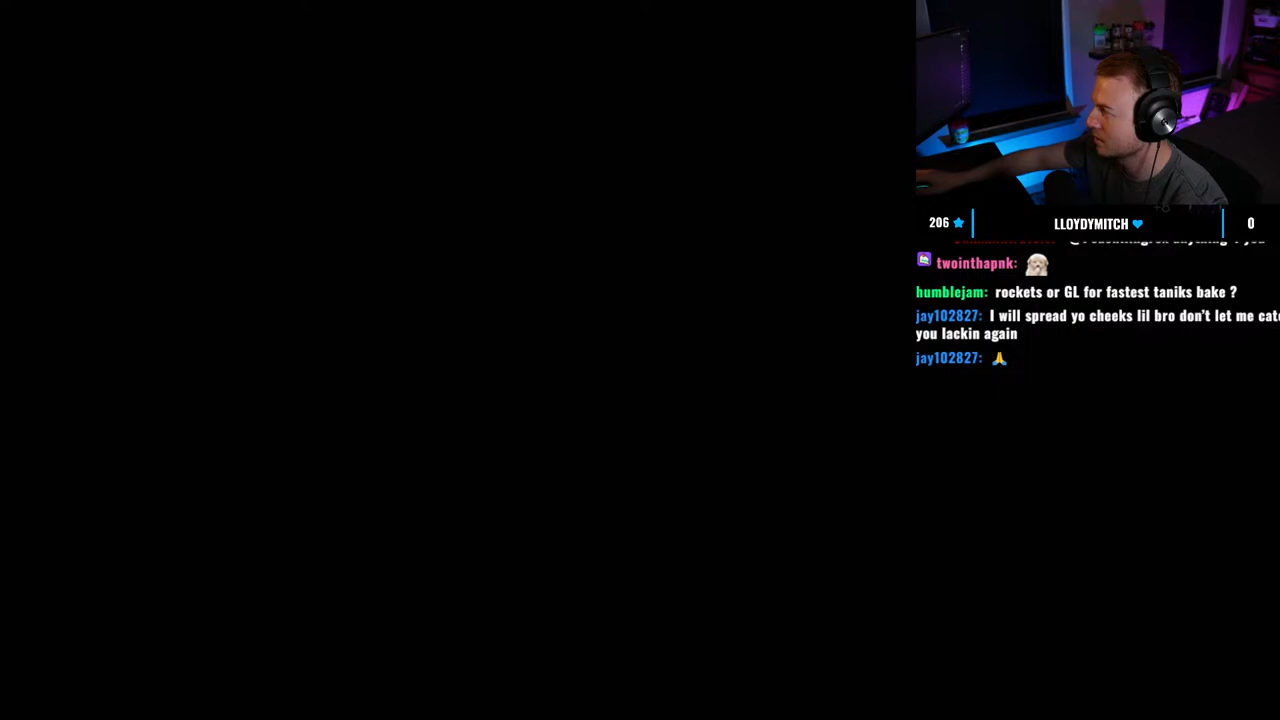 206 LLOYDYMITCH 0
twointhapnk:
humblejam: rockets or GL for fastest taniks bake ?
jay102827: I will spread yo cheeks lil bro don't let me catc
you lackin again
jay102827: 🙏